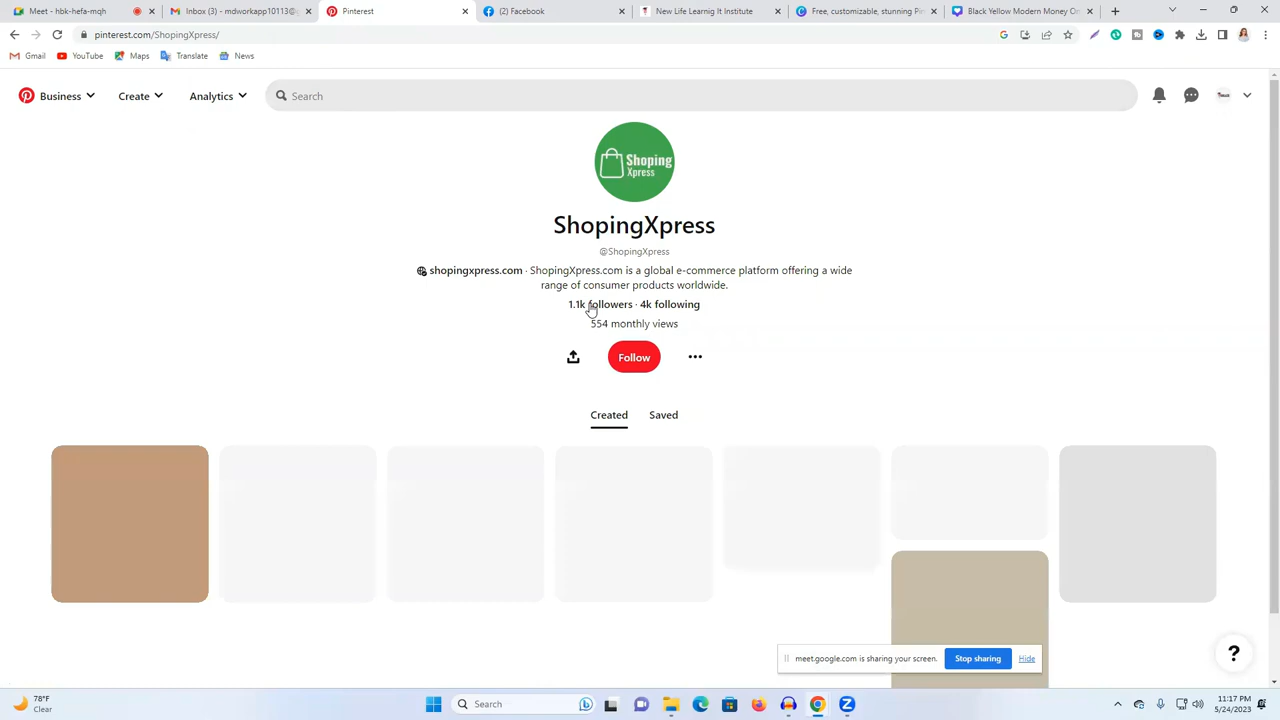 Meet - hbk-hefa-mqh
Inbox (3) - mdworkapp10113@g
Pinterest
(2) Facebook
New Life Learnig It Institute
Free, customizable, stunning Pin
Black Yellow Modern Money On
pinterest.com/ShopingXpress/
Gmail
YouTube
Maps
Translate
News
Business
Create
Analytics
Search
Shoping
Xpress
ShopingXpress
@ShopingXpress
shopingxpress.com · ShopingXpress.com is a global e-commerce platform offering a wide
range of consumer products worldwide.
1.1k followers · 4k following
554 monthly views
Follow
Created
Saved
meet.google.com is sharing your screen.
Stop sharing
Hide
?
78°F
Clear
Search
11:17 PM
5/24/2023